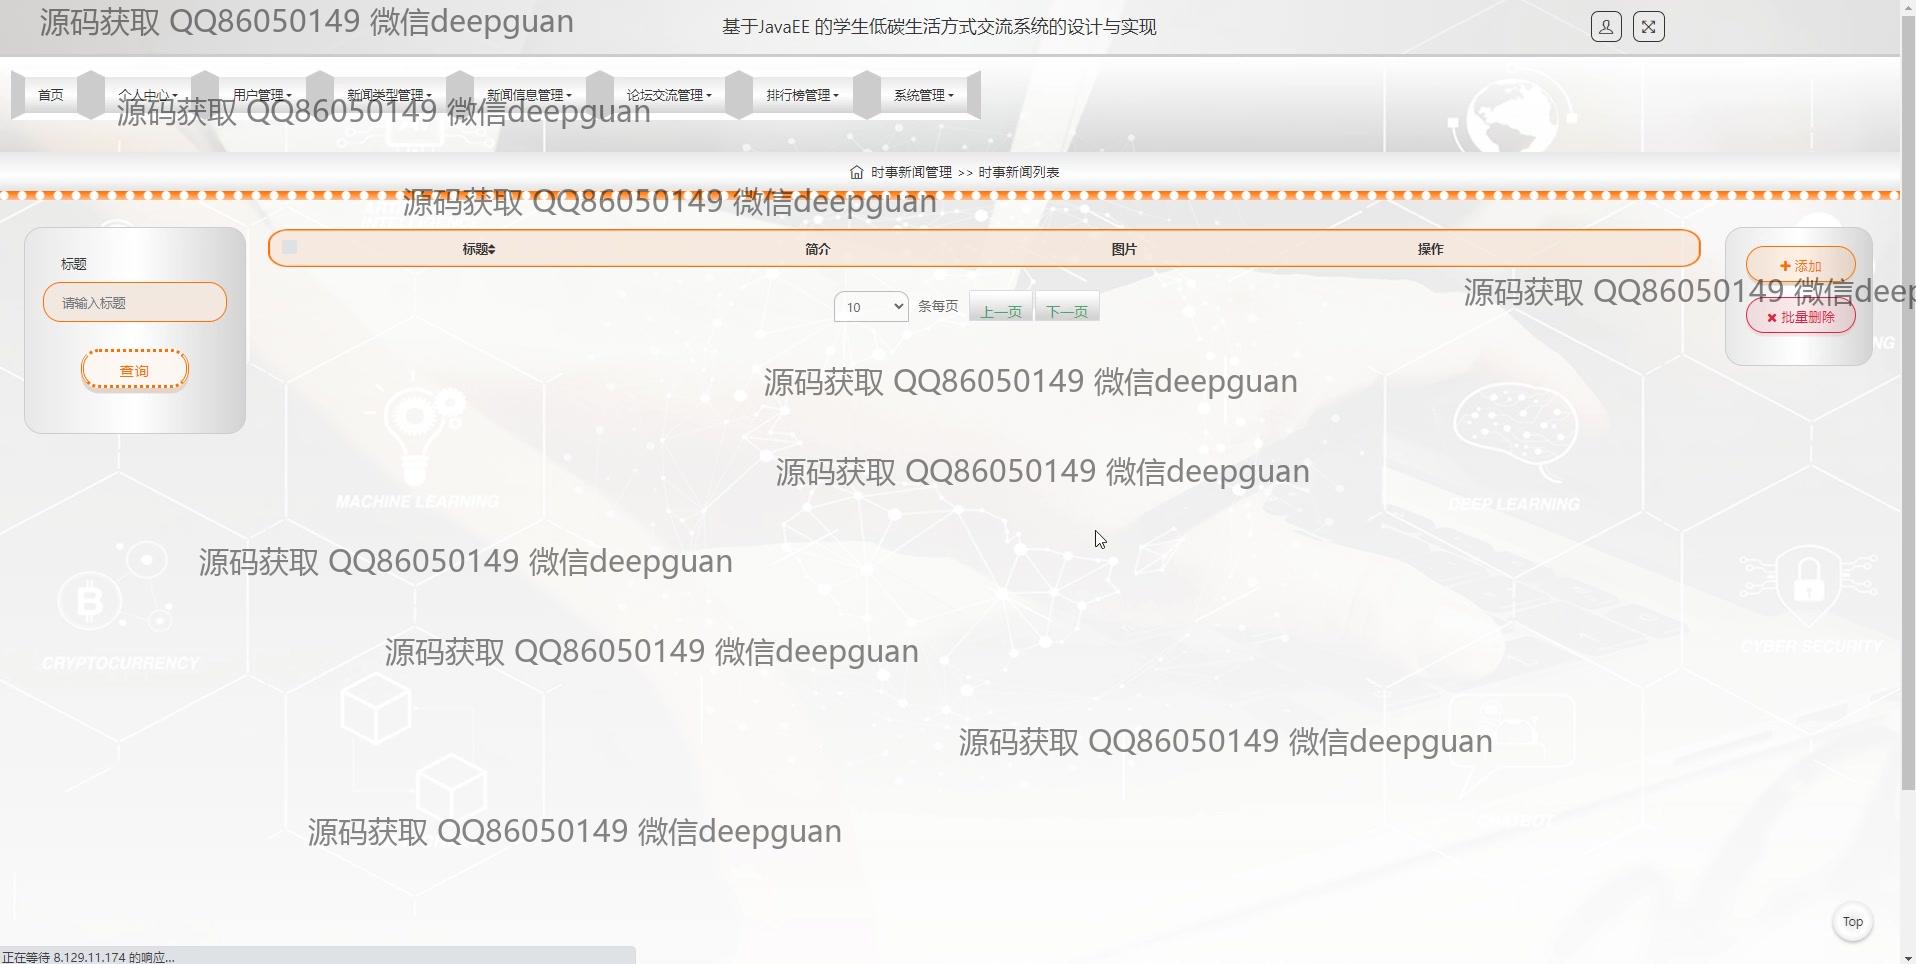 源码获取 QQ86050149 微信deepguan
基于JavaEE 的学生低碳生活方式交流系统的设计与实现
首页 个人中心 用户管理 新闻类型管理 新闻信息管理 论坛交流管理 排行榜管理 系统管理
源码获取 QQ86050149 微信deepguan
时事新闻管理 >> 时事新闻列表
源码获取 QQ86050149 微信deepguan
标题
请输入标题
查询
标题 简介 图片 操作
添加
源码获取 QQ86050149 微信deep
批量删除
10 条每页 上一页 下一页
源码获取 QQ86050149 微信deepguan
源码获取 QQ86050149 微信deepguan
MACHINE LEARNING
DEEP LEARNING
源码获取 QQ86050149 微信deepguan
源码获取 QQ86050149 微信deepguan
CRYPTOCURRENCY
CYBER SECURITY
源码获取 QQ86050149 微信deepguan
CHATBOT
源码获取 QQ86050149 微信deepguan
Top
正在等待 8.129.11.174 的响应...